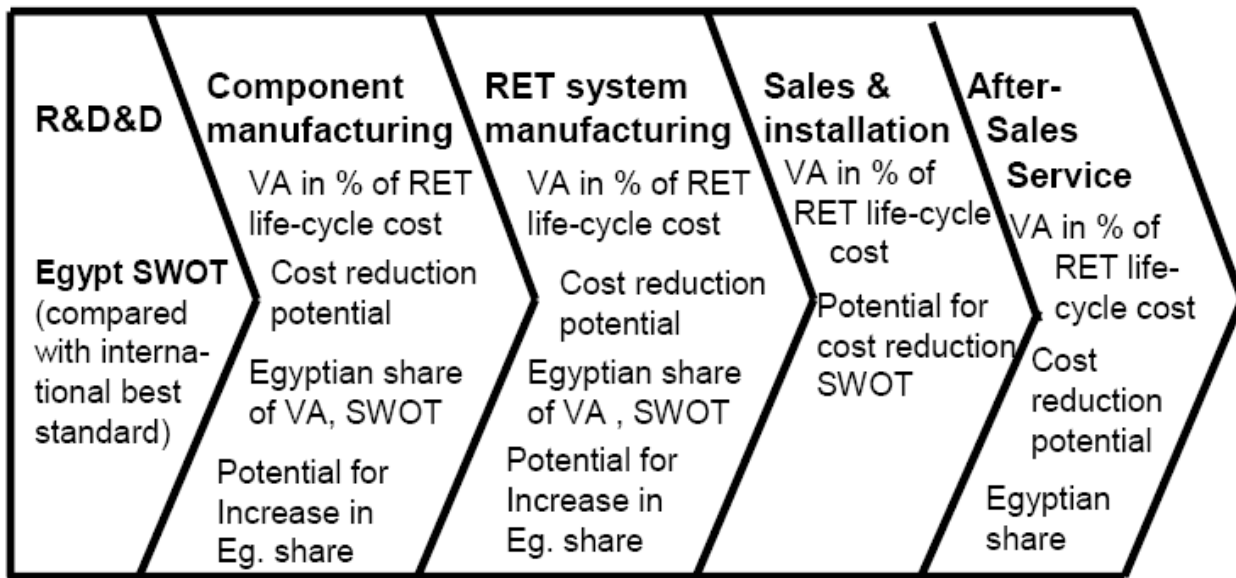 R&D&D
Egypt SWOT
(compared
with interna-
tional best
standard)
Component
manufacturing
VA in % of RET
life-cycle cost
Cost reduction
potential
Egyptian share
of VA, SWOT
Potential for
Increase in
Eg. share
RET system
manufacturing
VA in % of RET
life-cycle cost
Cost reduction
potential
Egyptian share
of VA , SWOT
Potential for
Increase in
Eg. share
Sales &
installation
VA in % of
RET life-cycle
cost
Potential for
cost reduction
SWOT
After-
Sales
Service
VA in % of
RET life-
cycle cost
Cost
reduction
potential
Egyptian
share